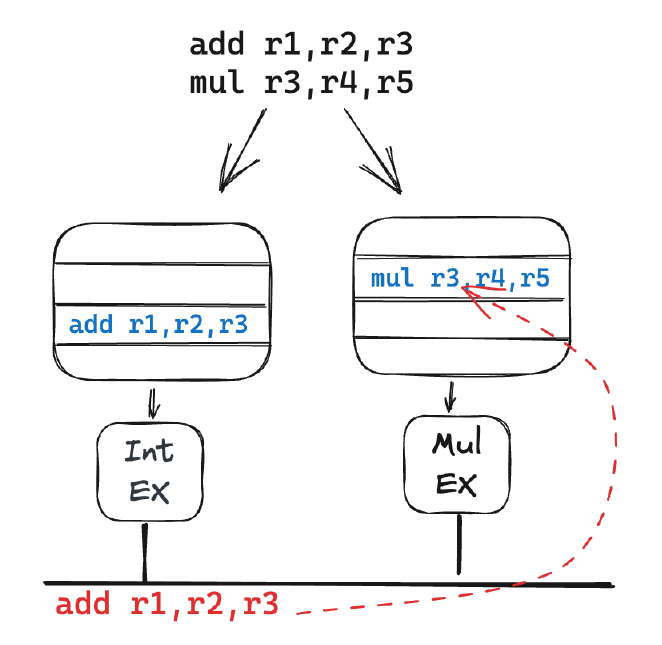 add r1,r2,r3
mul r3,r4,r5
add r1,r2,r3
mul r3,r4,r5
Int
EX
Mul
EX
add r1,r2,r3